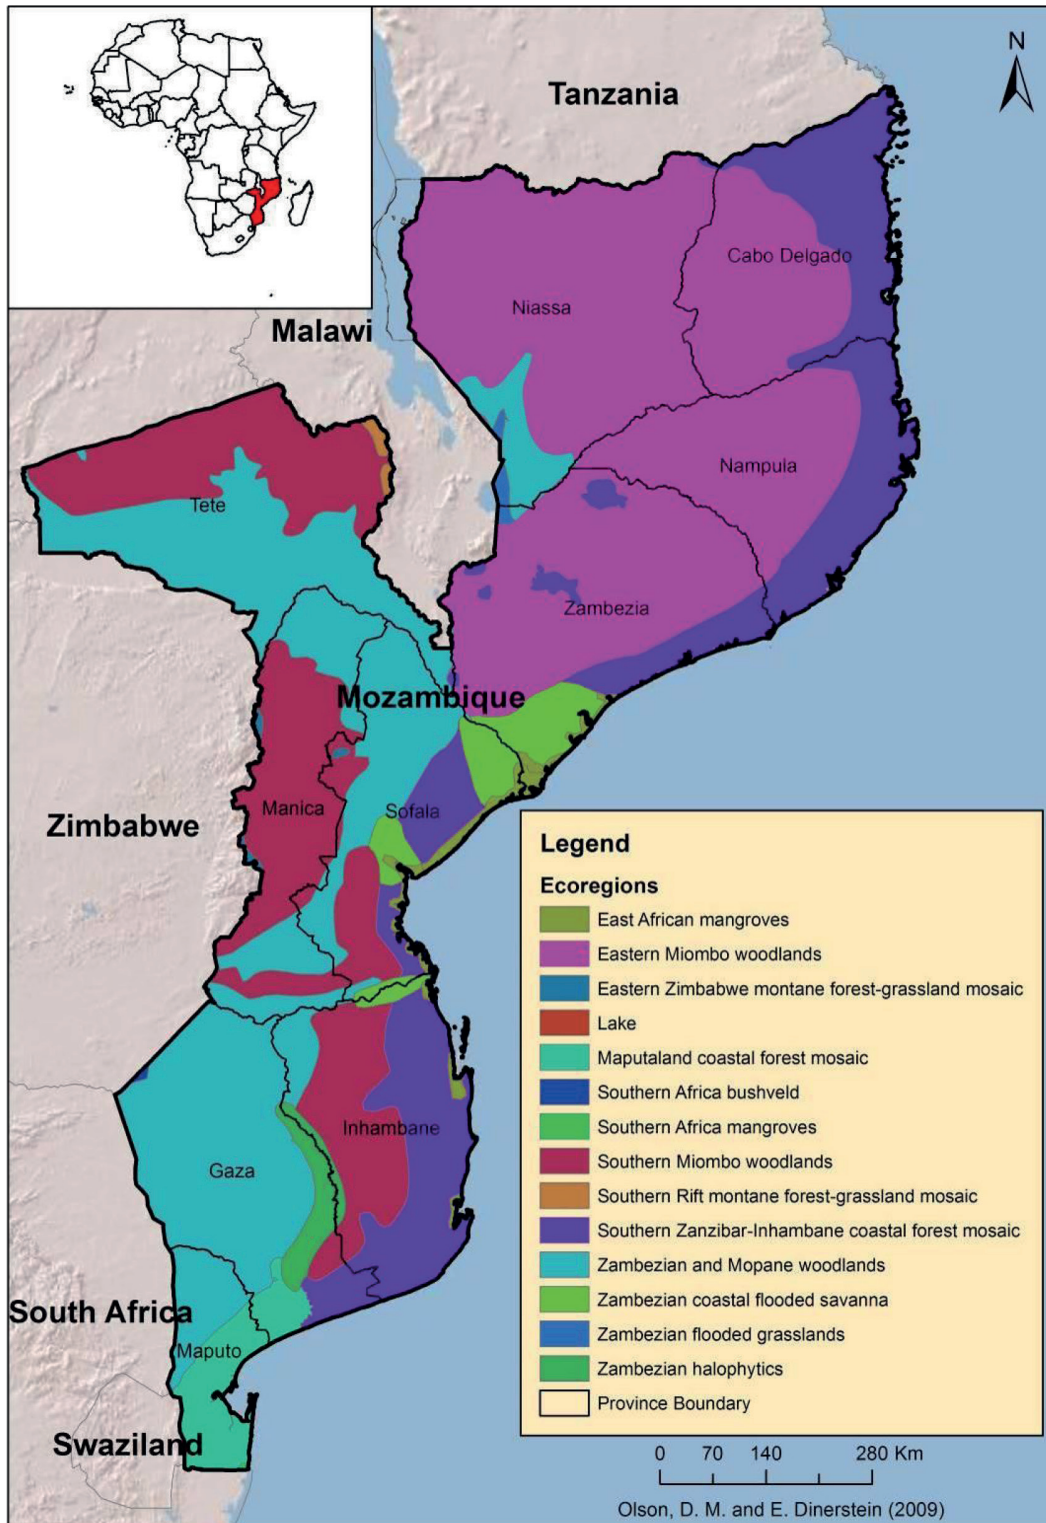 N
Tanzania
Cabo Delgado
Niassa
Malawi
Nampula
Tete
Zambezia
Mozambique
Manica
Sofala
Zimbabwe
Inhambane
Gaza
South Africa
Maputo
Swaziland
Legend
Ecoregions
East African mangroves
Eastern Miombo woodlands
Eastern Zimbabwe montane forest-grassland mosaic
Lake
Maputaland coastal forest mosaic
Southern Africa bushveld
Southern Africa mangroves
Southern Miombo woodlands
Southern Rift montane forest-grassland mosaic
Southern Zanzibar-Inhambane coastal forest mosaic
Zambezian and Mopane woodlands
Zambezian coastal flooded savanna
Zambezian flooded grasslands
Zambezian halophytics
Province Boundary
0 70 140 280 Km
Olson, D. M. and E. Dinerstein (2009)